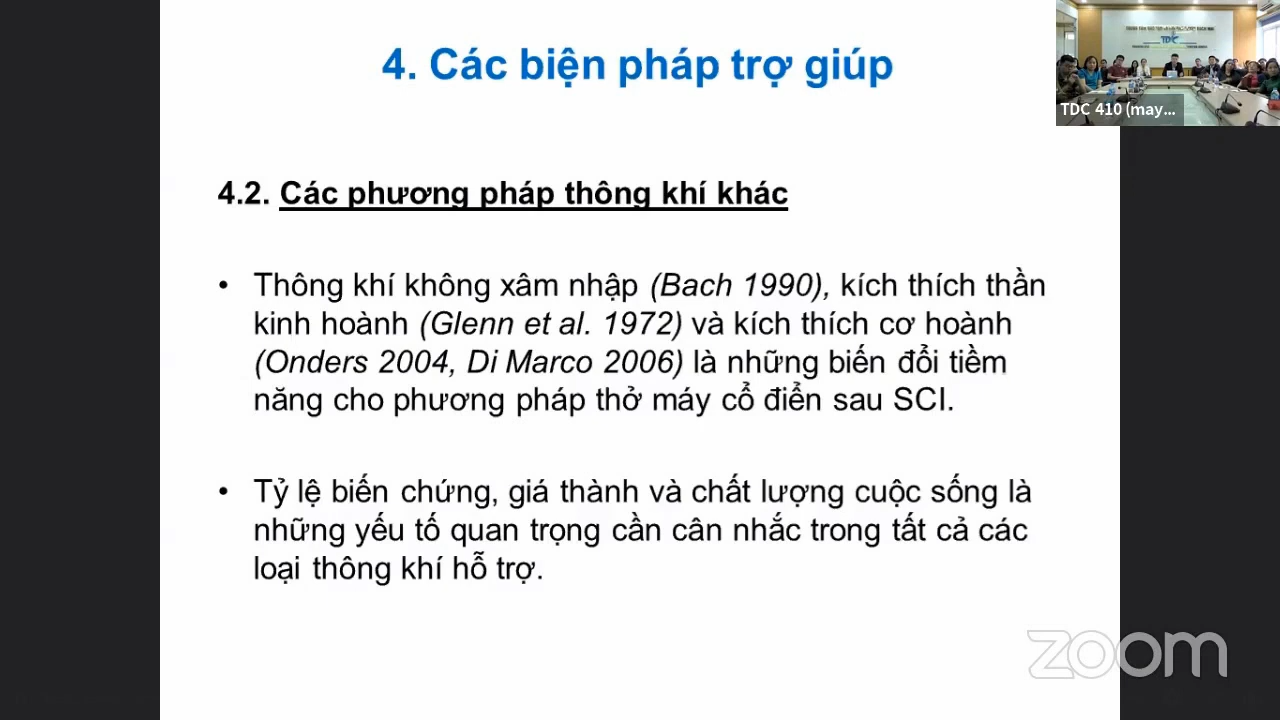 4. Các biện pháp trợ giúp
TDC
TDC 410 (may...
4.2. Các phương pháp thông khí khác
• Thông khí không xâm nhập (Bach 1990), kích thích thần
kinh hoành (Glenn et al. 1972) và kích thích cơ hoành
(Onders 2004, Di Marco 2006) là những biến đổi tiềm
năng cho phương pháp thở máy cổ điển sau SCI.
• Tỷ lệ biến chứng, giá thành và chất lượng cuộc sống là
những yếu tố quan trọng cần cân nhắc trong tất cả các
loại thông khí hỗ trợ.
zoom